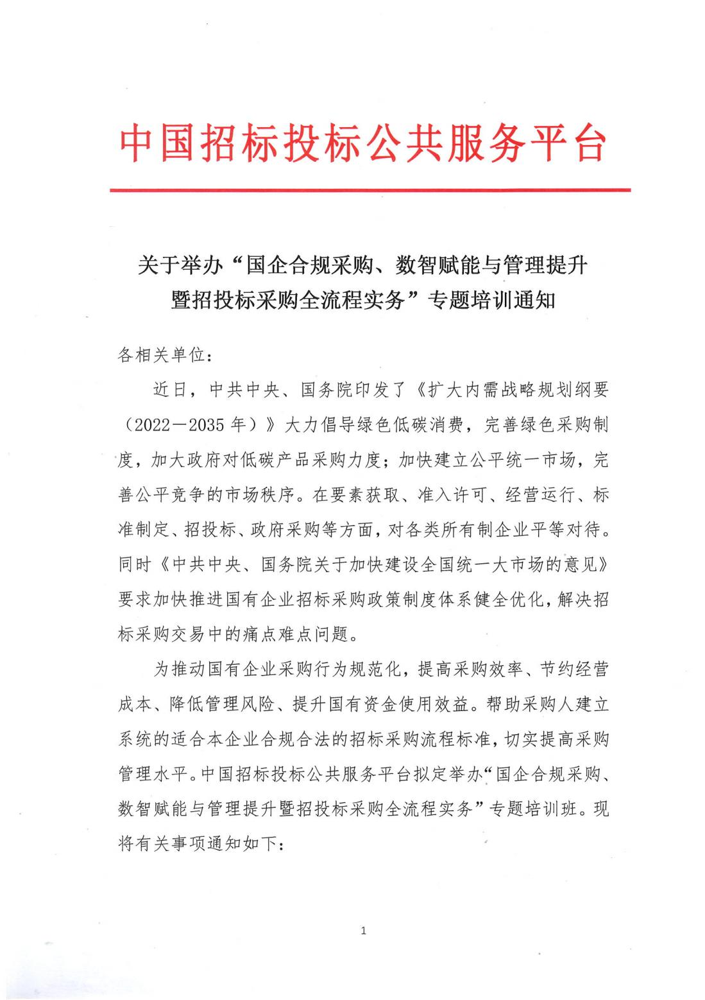 中国招标投标公共服务平台
关于举办“国企合规采购、数智赋能与管理提升
暨招投标采购全流程实务”专题培训通知
各相关单位：
近日，中共中央、国务院印发了《扩大内需战略规划纲要
（2022－2035 年）》大力倡导绿色低碳消费，完善绿色采购制
度，加大政府对低碳产品采购力度；加快建立公平统一市场，完
善公平竞争的市场秩序。在要素获取、准入许可、经营运行、标
准制定、招投标、政府采购等方面，对各类所有制企业平等对待。
同时《中共中央、国务院关于加快建设全国统一大市场的意见》
要求加快推进国有企业招标采购政策制度体系健全优化，解决招
标采购交易中的痛点难点问题。
为推动国有企业采购行为规范化，提高采购效率、节约经营
成本、降低管理风险、提升国有资金使用效益。帮助采购人建立
系统的适合本企业合规合法的招标采购流程标准，切实提高采购
管理水平。中国招标投标公共服务平台拟定举办“国企合规采购、
数智赋能与管理提升暨招投标采购全流程实务”专题培训班。现
将有关事项通知如下：
1